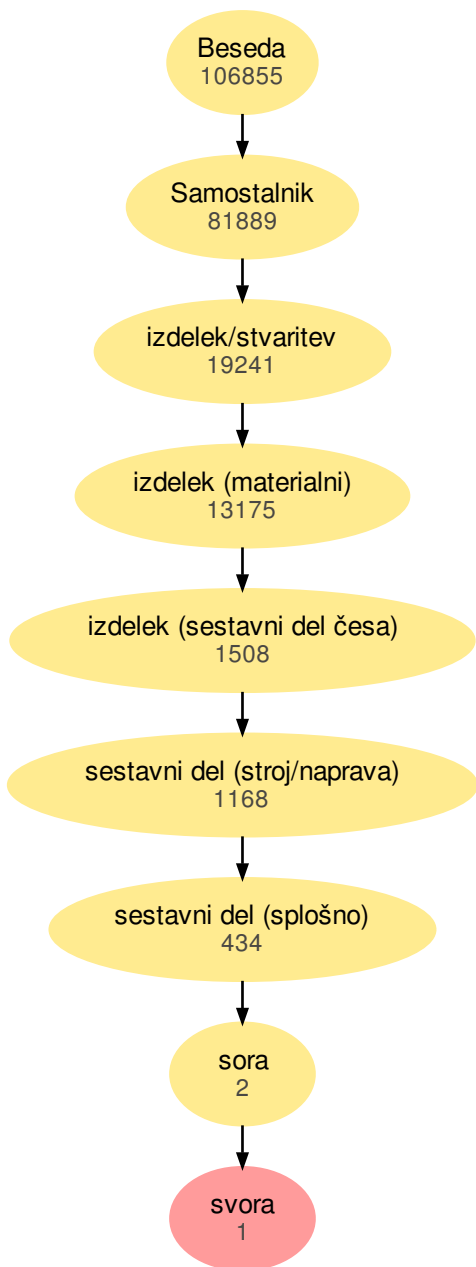 Beseda
106855
Samostalnik
81889
izdelek/stvaritev
19241
izdelek (materialni)
13175
izdelek (sestavni del česa)
1508
sestavni del (stroj/naprava)
1168
sestavni del (splošno)
434
sora
2
svora
1